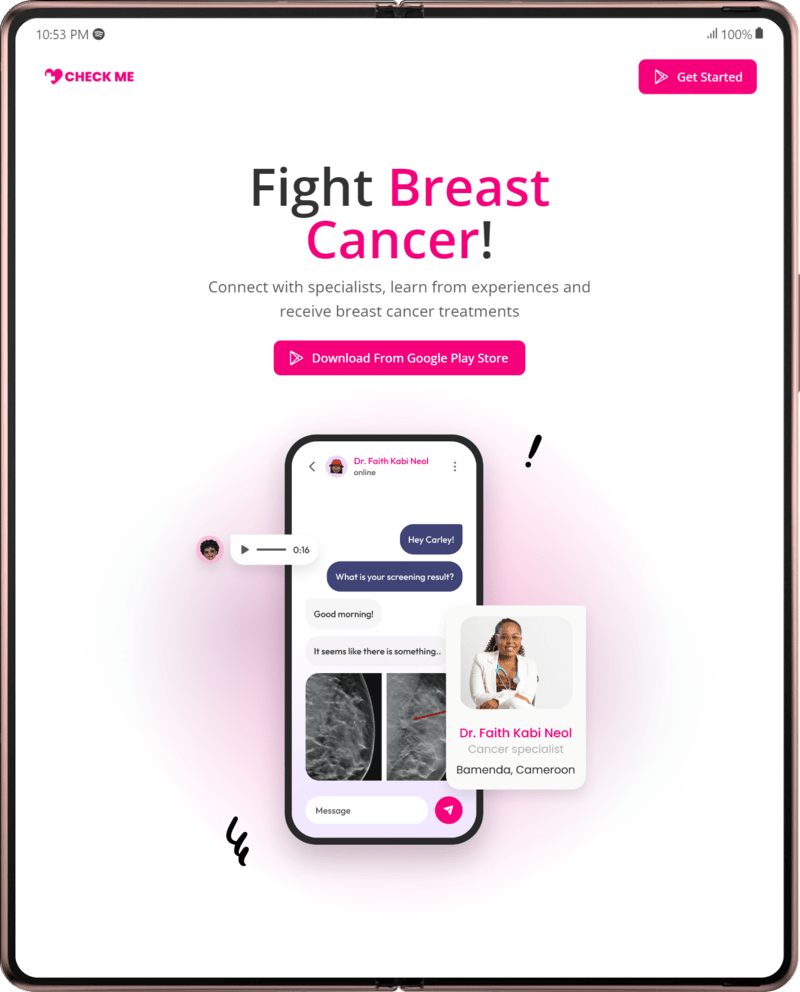 10:53 PM
100%
CHECK ME
Get Started
Fight Breast
Cancer!
Connect with specialists, learn from experiences and
receive breast cancer treatments
Download From Google Play Store
Dr. Faith Kabi Neol
online
Hey Carley!
0:16
What is your screening result?
Good morning!
It seems like there is something..
Dr. Faith Kabi Neol
Cancer specialist
Bamenda, Cameroon
Message